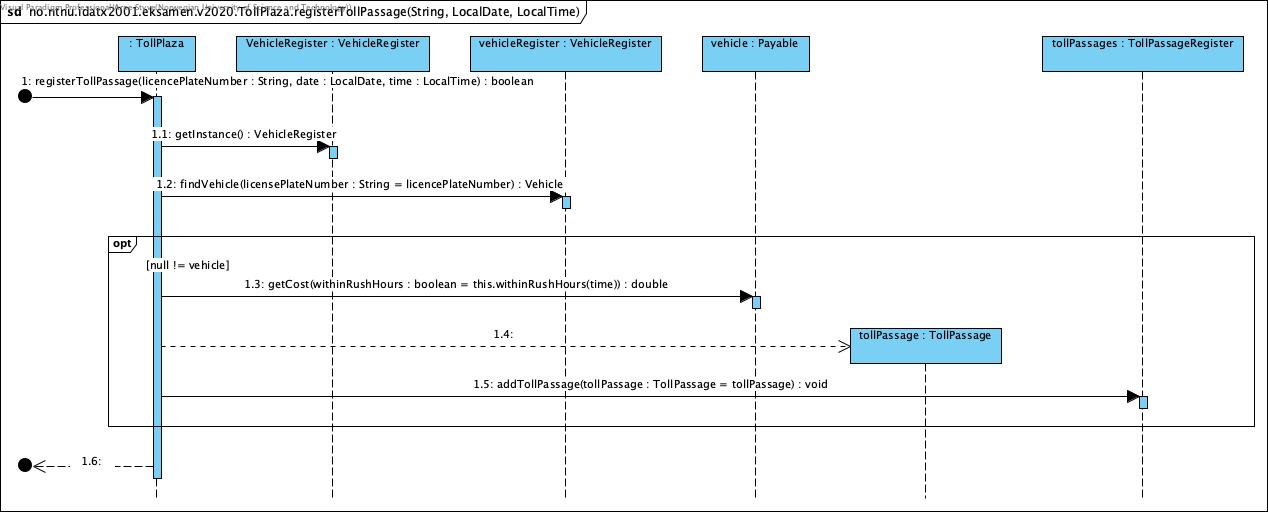 Visual Paradigm Professional(Arne Styve(Norwegian University of Science and Technology))
sd no.ntnu.idatx2001.eksamen.v2020.TollPlaza.registerTollPassage(String, LocalDate, LocalTime)
: TollPlaza
VehicleRegister : VehicleRegister
vehicleRegister : VehicleRegister
vehicle : Payable
tollPassages : TollPassageRegister
1: registerTollPassage(licencePlateNumber : String, date : LocalDate, time : LocalTime) : boolean
1.1: getInstance() : VehicleRegister
1.2: findVehicle(licensePlateNumber : String = licencePlateNumber) : Vehicle
opt
[null != vehicle]
1.3: getCost(withinRushHours : boolean = this.withinRushHours(time)) : double
1.4:
tollPassage : TollPassage
1.5: addTollPassage(tollPassage : TollPassage = tollPassage) : void
1.6: